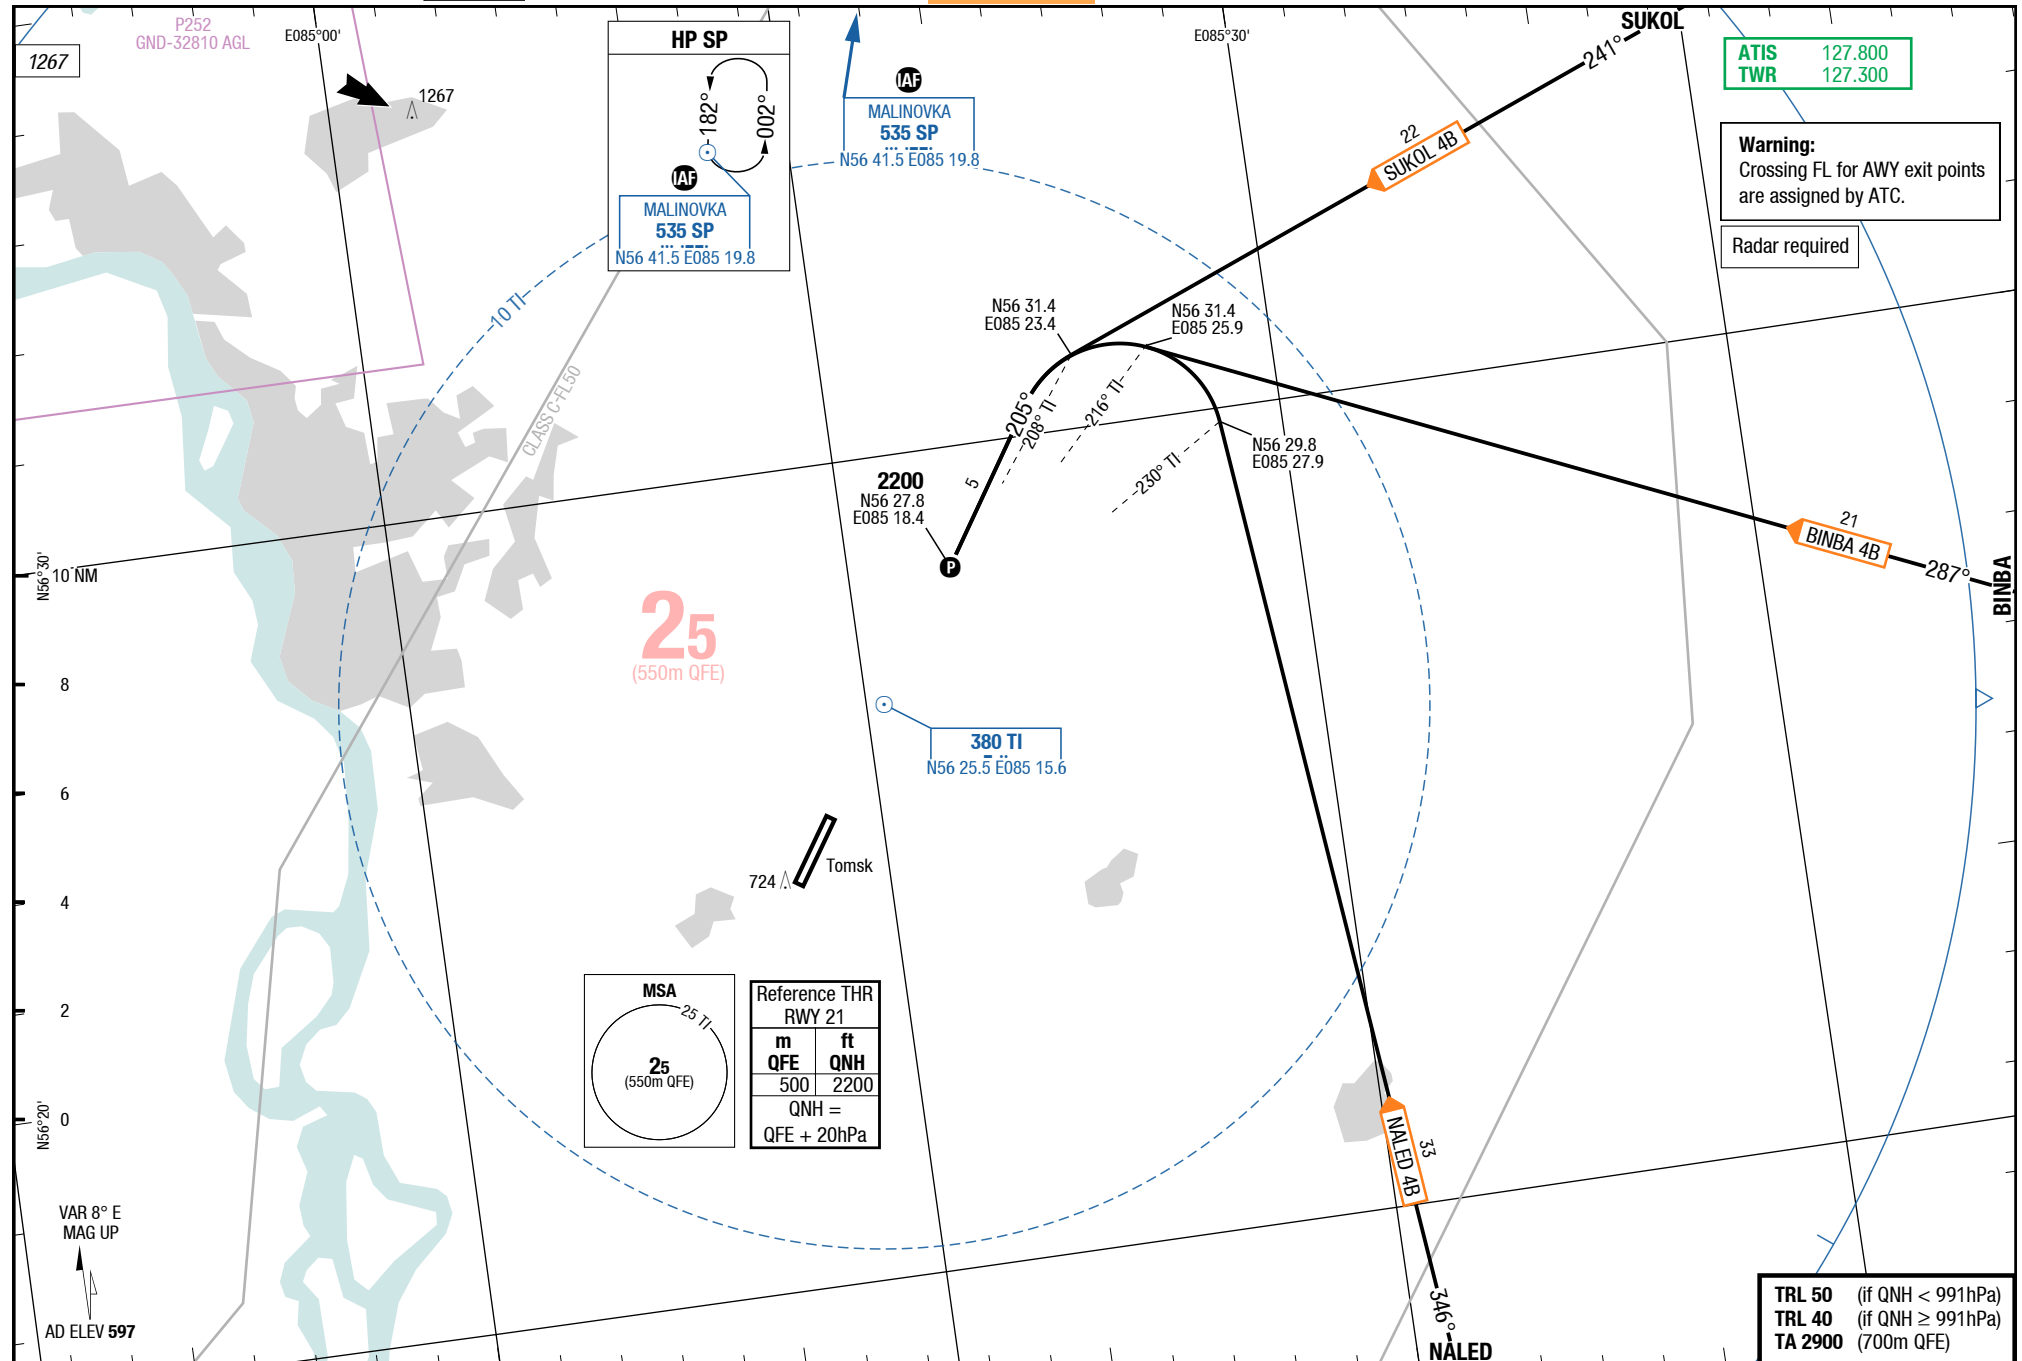 P252
GND-32810 AGL
1267
E085°00'
1267
HP SP
182°
002°
IAF
MALINOVKA
535 SP
N56 41.5 E085 19.8
IAF
MALINOVKA
535 SP
N56 41.5 E085 19.8
E085°30'
SUKOL
241°
22
SUKOL 4B
ATIS 127.800
TWR 127.300
Warning:
Crossing FL for AWY exit points
are assigned by ATC.
Radar required
10 TI
CLASS C-FL50
N56 31.4
E085 23.4
N56 31.4
E085 25.9
205°
208° TI
216° TI
230° TI
N56 29.8
E085 27.9
5
2200
N56 27.8
E085 18.4
P
21
BINBA 4B
287°
BINBA
N56°30'
10 NM
8
6
4
2
0
N56°20'
25
(550m QFE)
380 TI
N56 25.5 E085 15.6
724
Tomsk
MSA
25 TI
25
(550m QFE)
Reference THR
RWY 21
m ft
QFE QNH
500 2200
QNH =
QFE + 20hPa
33
NALED 4B
346°
NALED
VAR 8° E
MAG UP
AD ELEV 597
TRL 50 (if QNH < 991hPa)
TRL 40 (if QNH ≥ 991hPa)
TA 2900 (700m QFE)